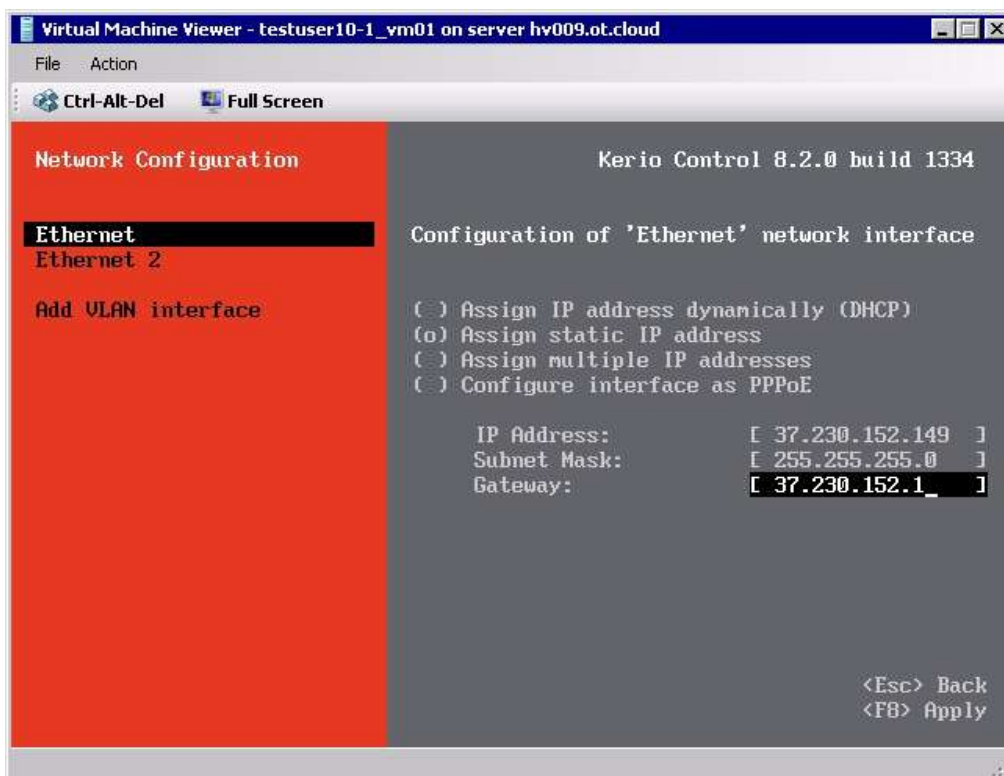 Virtual Machine Viewer - testuser10-1_vm01 on server hv009.ot.cloud
File Action
Ctrl-Alt-Del Full Screen
Network Configuration
Kerio Control 8.2.0 build 1334
Ethernet
Ethernet 2
Add VLAN interface
Configuration of 'Ethernet' network interface
( ) Assign IP address dynamically (DHCP)
(o) Assign static IP address
( ) Assign multiple IP addresses
( ) Configure interface as PPPoE
IP Address: [ 37.230.152.149 ]
Subnet Mask: [ 255.255.255.0 ]
Gateway: [ 37.230.152.1_ ]
<Esc> Back
<F8> Apply